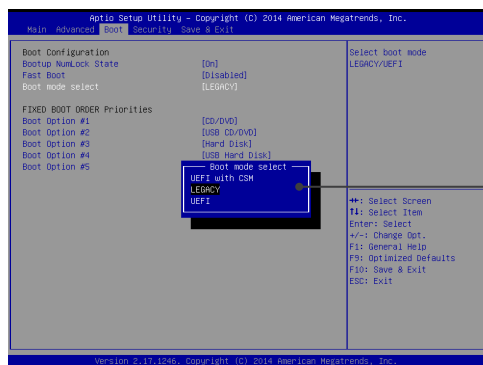 Aptio Setup Utility – Copyright (C) 2014 American Megatrends, Inc.
Main Advanced Boot Security Save & Exit
Boot Configuration
Bootup NumLock State [On]
Fast Boot [Disabled]
Boot mode select [LEGACY]
FIXED BOOT ORDER Priorities
Boot Option #1 [CD/DVD]
Boot Option #2 [USB CD/DVD]
Boot Option #3 [Hard Disk]
Boot Option #4 [USB Hard Disk]
Boot Option #5
Boot mode select
UEFI with CSM
LEGACY
UEFI
Select boot mode
LEGACY/UEFI
→←: Select Screen
↑↓: Select Item
Enter: Select
+/-: Change Opt.
F1: General Help
F9: Optimized Defaults
F10: Save & Exit
ESC: Exit
Version 2.17.1246. Copyright (C) 2014 American Megatrends, Inc.